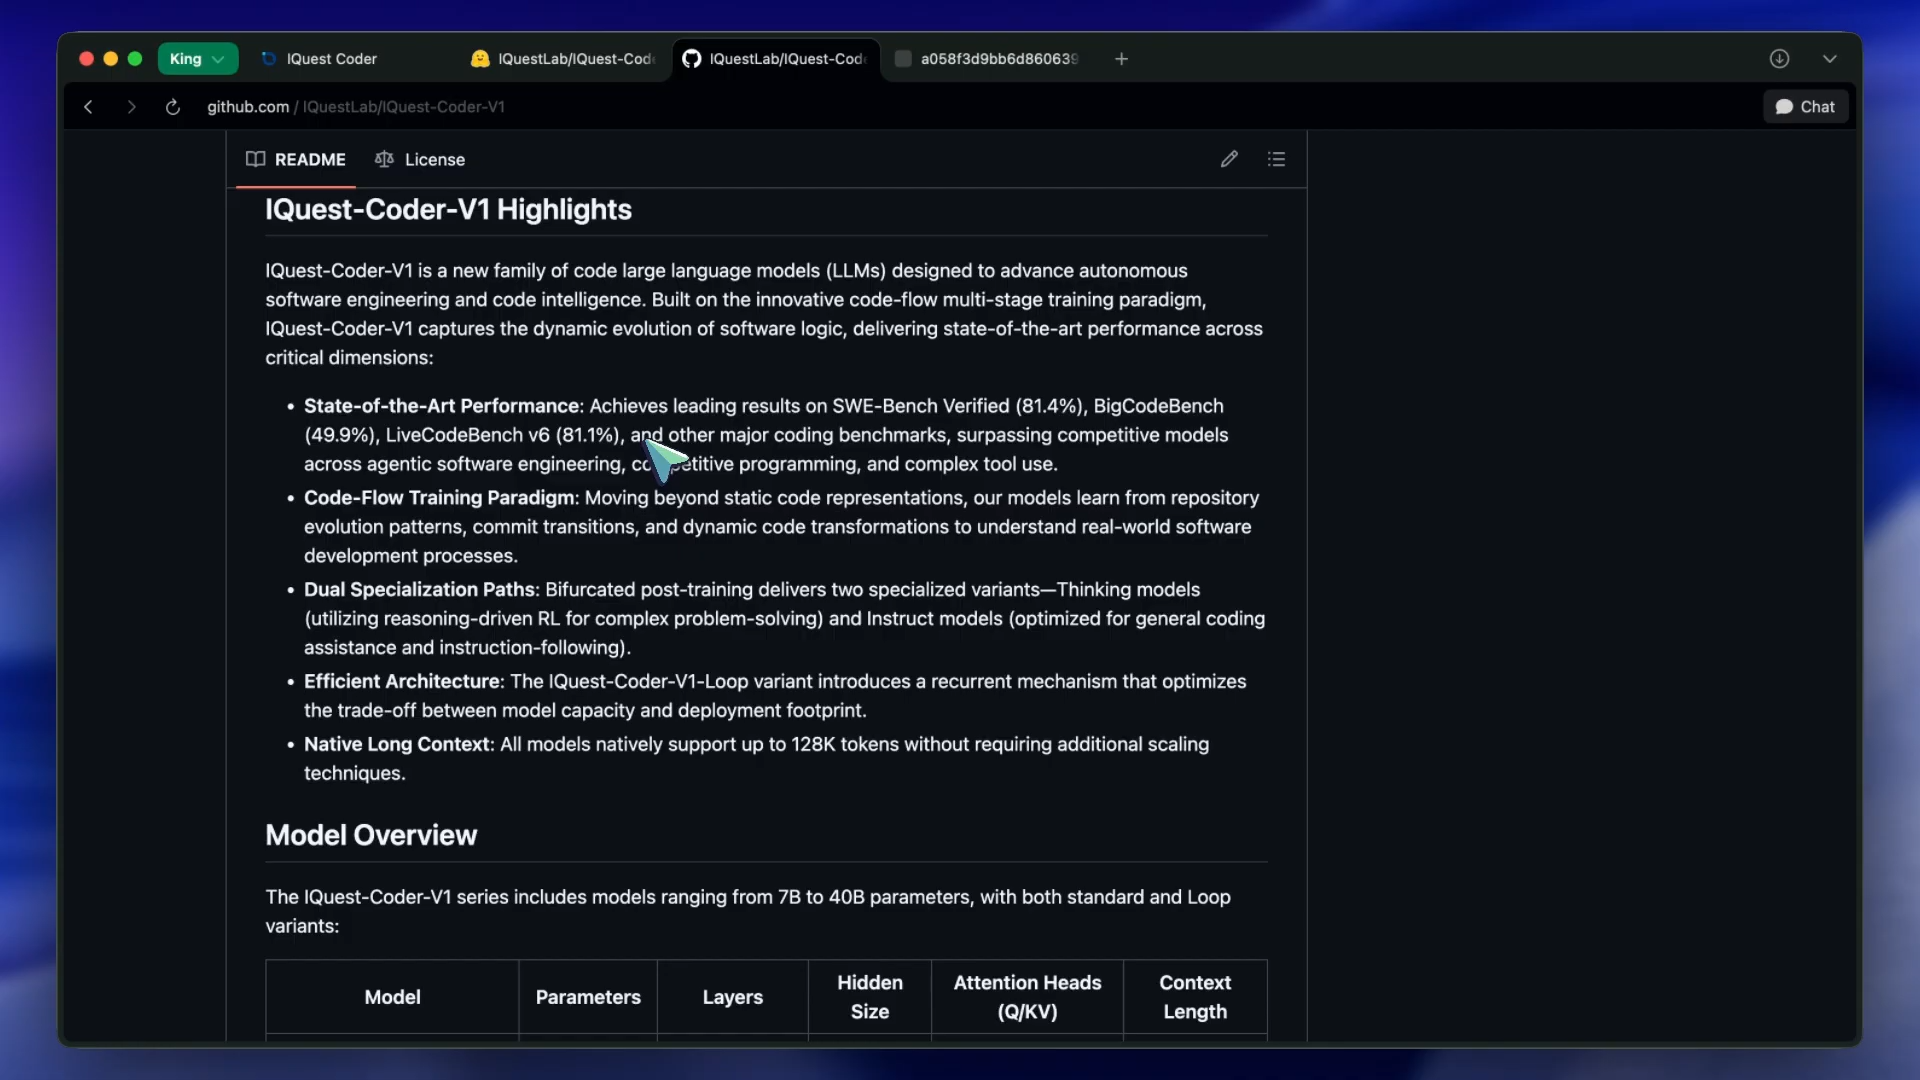 King
IQuest Coder
IQuestLab/IQuest-Cod
IQuestLab/IQuest-Cod
a058f3d9bb6d860639
github.com / IQuestLab/IQuest-Coder-V1
Chat
README
License
IQuest-Coder-V1 Highlights
IQuest-Coder-V1 is a new family of code large language models (LLMs) designed to advance autonomous
software engineering and code intelligence. Built on the innovative code-flow multi-stage training paradigm,
IQuest-Coder-V1 captures the dynamic evolution of software logic, delivering state-of-the-art performance across
critical dimensions:
• State-of-the-Art Performance: Achieves leading results on SWE-Bench Verified (81.4%), BigCodeBench
(49.9%), LiveCodeBench v6 (81.1%), and other major coding benchmarks, surpassing competitive models
across agentic software engineering, competitive programming, and complex tool use.
• Code-Flow Training Paradigm: Moving beyond static code representations, our models learn from repository
evolution patterns, commit transitions, and dynamic code transformations to understand real-world software
development processes.
• Dual Specialization Paths: Bifurcated post-training delivers two specialized variants—Thinking models
(utilizing reasoning-driven RL for complex problem-solving) and Instruct models (optimized for general coding
assistance and instruction-following).
• Efficient Architecture: The IQuest-Coder-V1-Loop variant introduces a recurrent mechanism that optimizes
the trade-off between model capacity and deployment footprint.
• Native Long Context: All models natively support up to 128K tokens without requiring additional scaling
techniques.
Model Overview
The IQuest-Coder-V1 series includes models ranging from 7B to 40B parameters, with both standard and Loop
variants:
Model
Parameters
Layers
Hidden
Size
Attention Heads
(Q/KV)
Context
Length